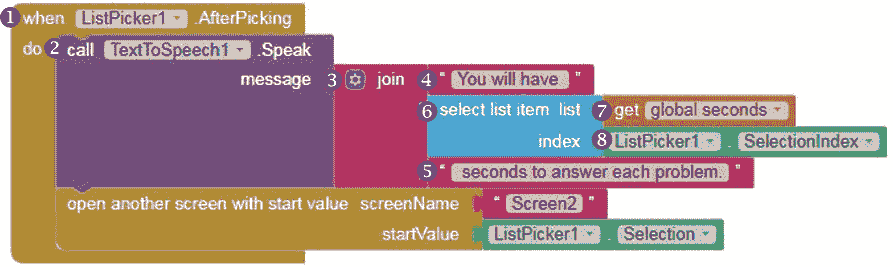 1 when ListPicker1 .AfterPicking
do 2 call TextToSpeech1 .Speak
message 3 join 4 " You will have "
6 select list item list 7 get global seconds
index 8 ListPicker1 . SelectionIndex
5 " seconds to answer each problem. "
open another screen with start value screenName " Screen2 "
startValue ListPicker1 . Selection